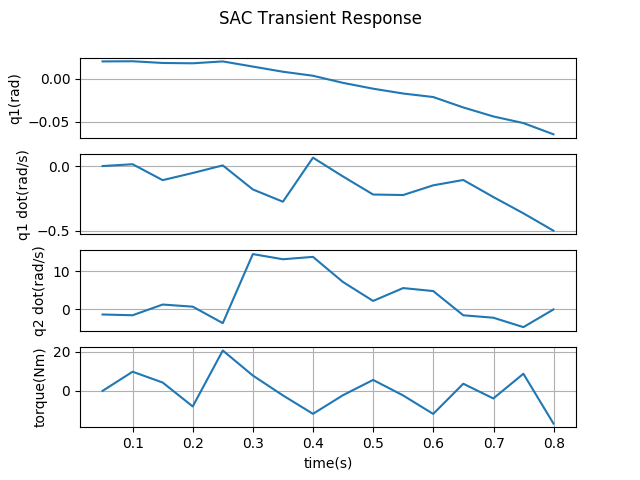 SAC Transient Response
q1(rad)
0.00
−0.05
q1 dot(rad/s)
0.0
−0.5
q2 dot(rad/s)
10
0
torque(Nm)
20
0
0.1 0.2 0.3 0.4 0.5 0.6 0.7 0.8
time(s)